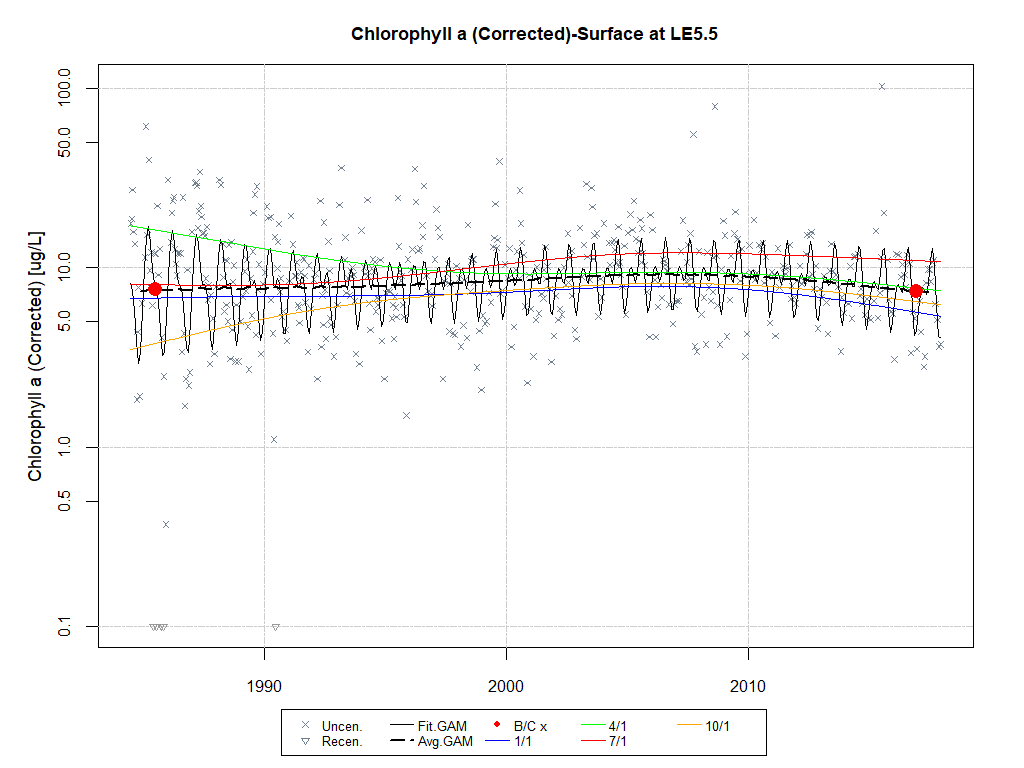 Chlorophyll a (Corrected)-Surface at LE5.5
Chlorophyll a (Corrected) [ug/L]
100.0
50.0
10.0
5.0
1.0
0.5
0.1
1990 2000 2010
Uncen. Fit.GAM B/C x 4/1 10/1
Recen. Avg.GAM 1/1 7/1